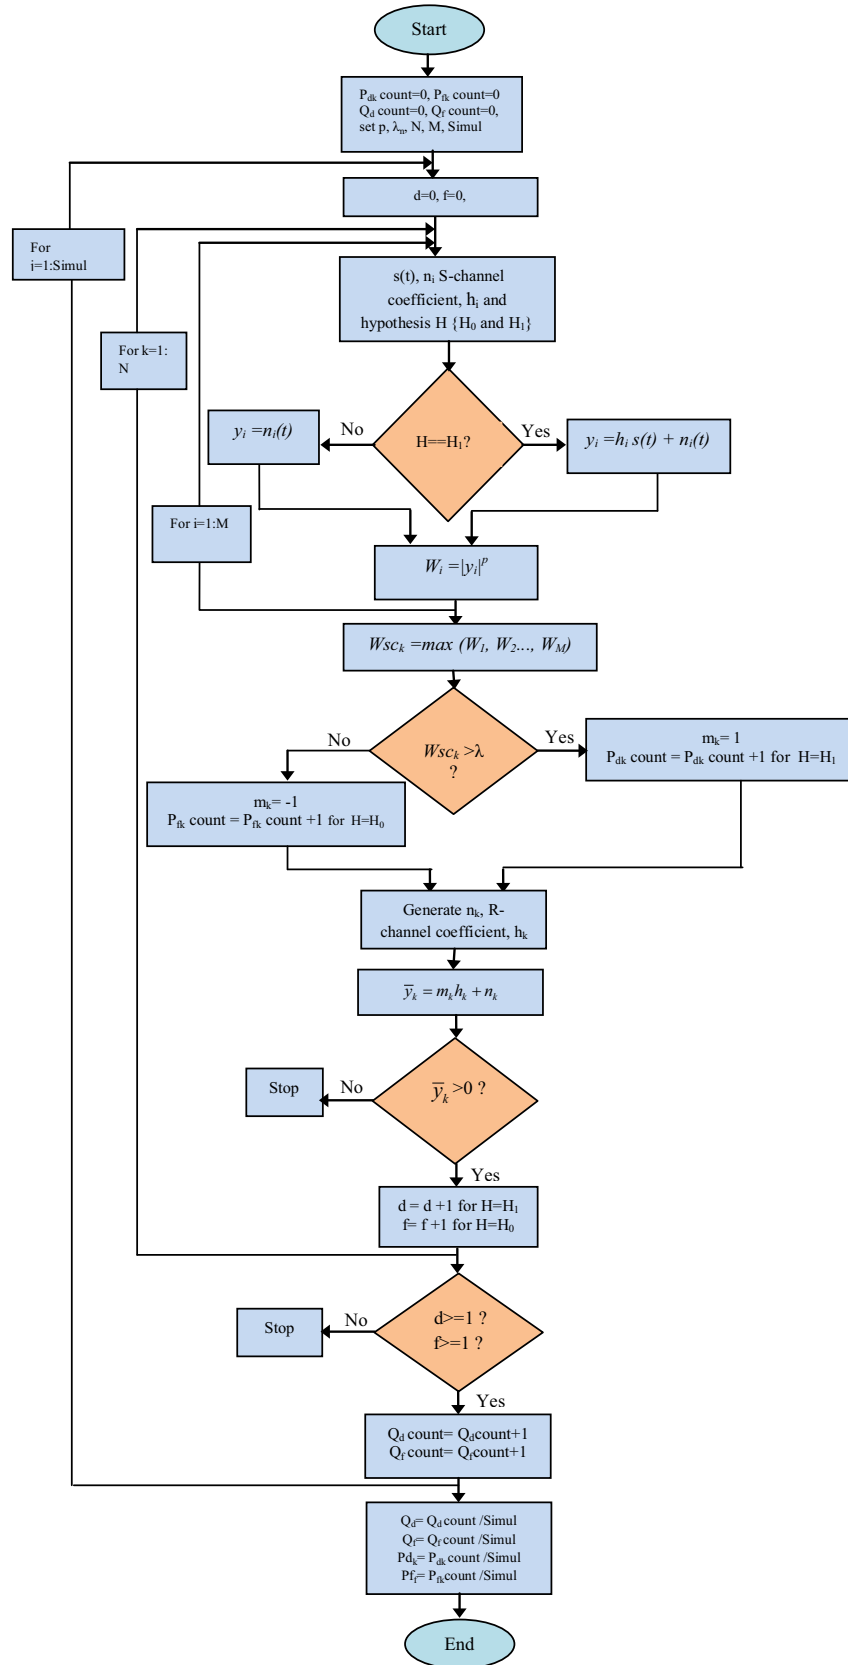 Start
P_dk count=0, P_fk count=0
Q_d count=0, Q_f count=0,
set p, λ_n, N, M, Simul
d=0, f=0,
For
j=1:Simul
s(t), n_i S-channel
coefficient, h_i and
hypothesis H {H_0 and H_1}
For k=1:
N
y_i =n_i(t)
No
H==H_1?
Yes
y_i =h_i s(t) + n_i(t)
For i=1:M
W_i =|y_i|^p
Wsc_k =max (W_1, W_2..., W_M)
No
Wsc_k >λ
?
Yes
m_k= 1
P_dk count = P_dk count +1 for H=H_1
m_k= -1
P_fk count = P_fk count +1 for H=H_0
Generate n_k, R-
channel coefficient, h_k
y̅_k = m_k h_k + n_k
Stop
No
y̅_k >0 ?
Yes
d = d +1 for H=H_1
f= f +1 for H=H_0
Stop
No
d>=1 ?
f>=1 ?
Yes
Q_d count= Q_d count+1
Q_f count= Q_f count+1
Q_d= Q_d count /Simul
Q_f= Q_f count /Simul
Pd_k= P_dk count /Simul
Pf_f= P_fk count /Simul
End